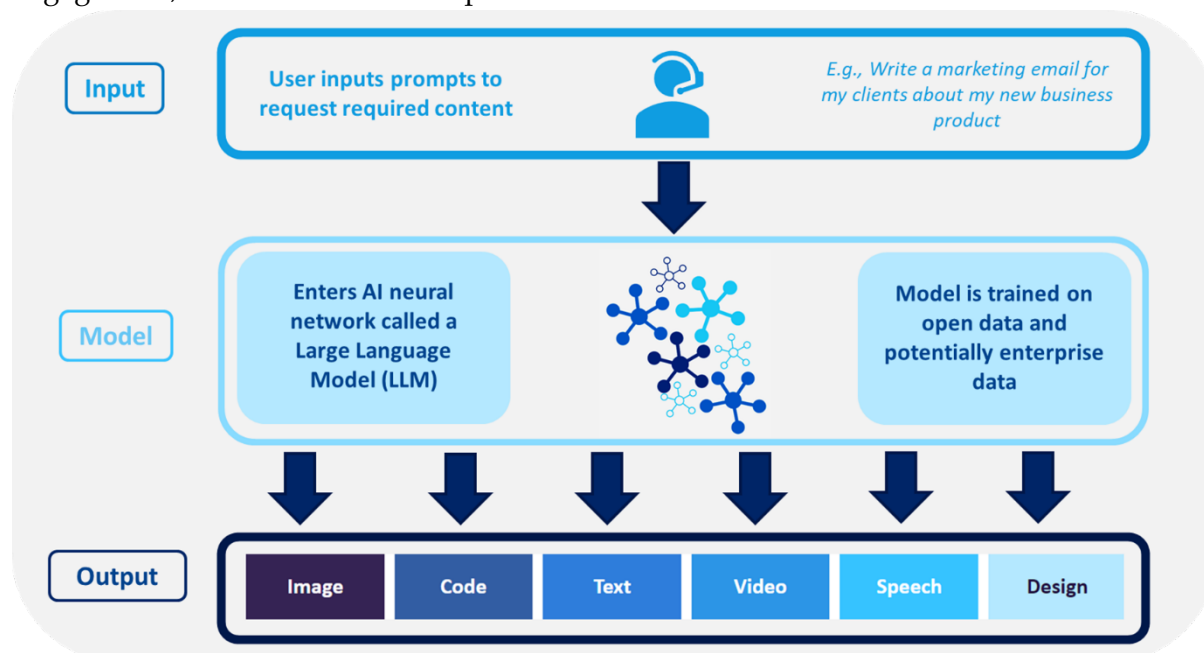 Input
User inputs prompts to
request required content
E.g., Write a marketing email for
my clients about my new business
product
Model
Enters AI neural
network called a
Large Language
Model (LLM)
Model is trained on
open data and
potentially enterprise
data
Output
Image
Code
Text
Video
Speech
Design